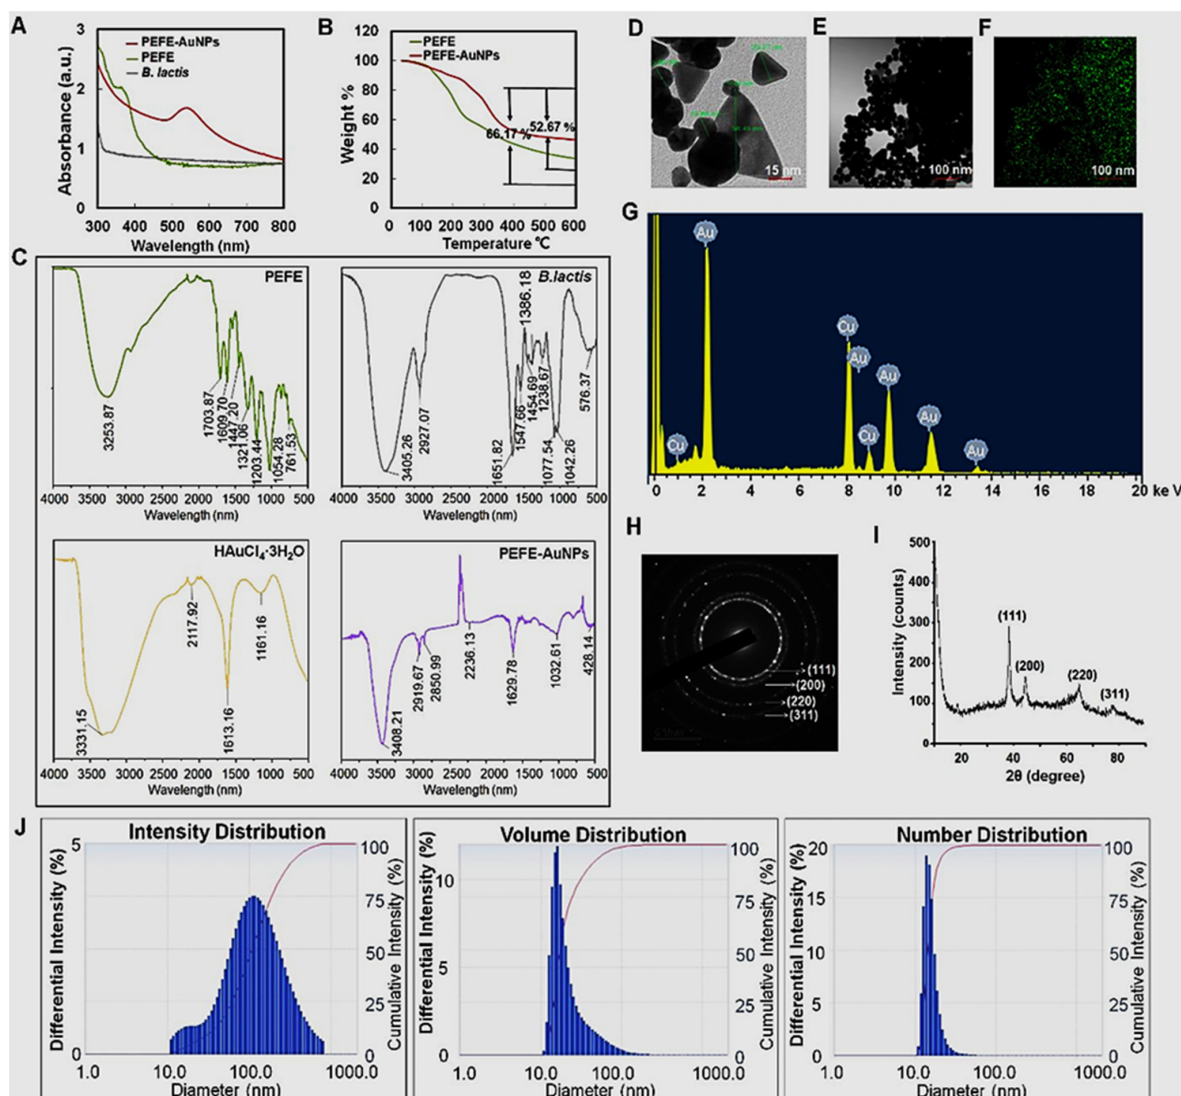 A
3
2
1
0
Absorbance (a.u.)
PEFE-AuNPs
PEFE
B. lactis
300 400 500 600 700 800
Wavelength (nm)
B
120
100
80
60
40
20
0
Weight %
PEFE
PEFE-AuNPs
66.17 %
52.67 %
0 100 200 300 400 500 600
Temperature ℃
C
PEFE
3253.87
1703.87
1609.70
1447.20
1321.06
1203.44
1054.28
761.53
4000 3500 3000 2500 2000 1500 1000 500
Wavelength (nm)
B.lactis
3405.26
2927.07
1651.82
1547.66
1386.18
1454.69
1238.67
1077.54
1042.26
576.37
4000 3500 3000 2500 2000 1500 1000 500
Wavelength (nm)
HAuCl₄·3H₂O
3331.15
2117.92
1613.16
1161.16
4000 3500 3000 2500 2000 1500 1000 500
Wavelength (nm)
PEFE-AuNPs
3408.21
2919.67
2850.99
2236.13
1629.78
1032.61
428.14
4000 3500 3000 2500 2000 1500 1000 500
Wavelength (nm)
D
15 nm
E
100 nm
F
100 nm
G
Cu
Au
Cu
Au
Cu
Au
Au
Au
0 2 4 6 8 10 12 14 16 18 20 ke V
H
(111)
(200)
(220)
(311)
I
500
400
300
200
100
0
Intensity (counts)
(111)
(200)
(220)
(311)
20 40 60 80
2θ (degree)
J
Intensity Distribution
Differential Intensity (%)
5
0
100
75
50
25
0
Cumulative Intensity (%)
1.0 10.0 100.0 1000.0
Diameter (nm)
Volume Distribution
Differential Intensity (%)
10
5
0
100
75
50
25
0
Cumulative Intensity (%)
1.0 10.0 100.0 1000.0
Diameter (nm)
Number Distribution
Differential Intensity (%)
20
15
10
5
0
100
75
50
25
0
Cumulative Intensity (%)
1.0 10.0 100.0 1000.0
Diameter (nm)